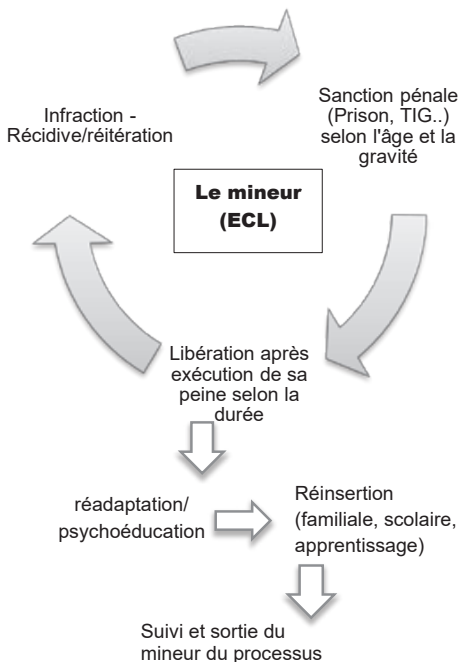 Infraction -
Récidive/réitération
Sanction pénale
(Prison, TIG..)
selon l'âge et la
gravité
Le mineur
(ECL)
Libération après
exécution de sa
peine selon la
durée
réadaptation/
psychoéducation
Réinsertion
(familiale, scolaire,
apprentissage)
Suivi et sortie du
mineur du processus